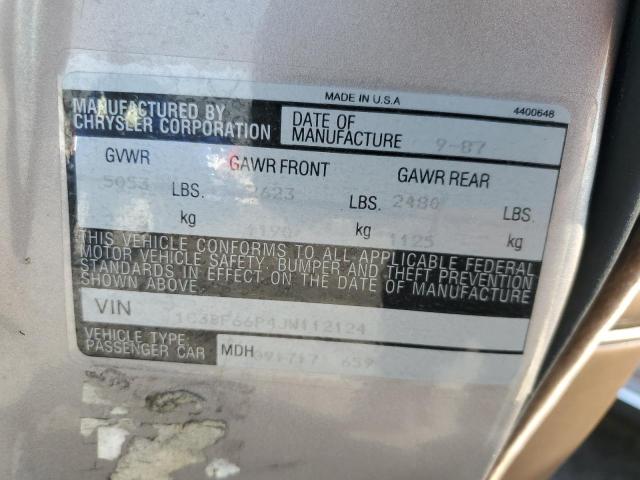 MADE IN U.S.A
4400648
MANUFACTURED BY
CHRYSLER CORPORATION
DATE OF
MANUFACTURE 9-87
GVWR GAWR FRONT GAWR REAR
5053 LBS. 2623 LBS. 2480 LBS.
kg 1190 kg 1125 kg
THIS VEHICLE CONFORMS TO ALL APPLICABLE FEDERAL
MOTOR VEHICLE SAFETY, BUMPER AND THEFT PREVENTION
STANDARDS IN EFFECT ON THE DATE OF MANUFACTURE
SHOWN ABOVE.
VIN 1C3BF66P4JW112124
VEHICLE TYPE:
PASSENGER CAR
MDH 659